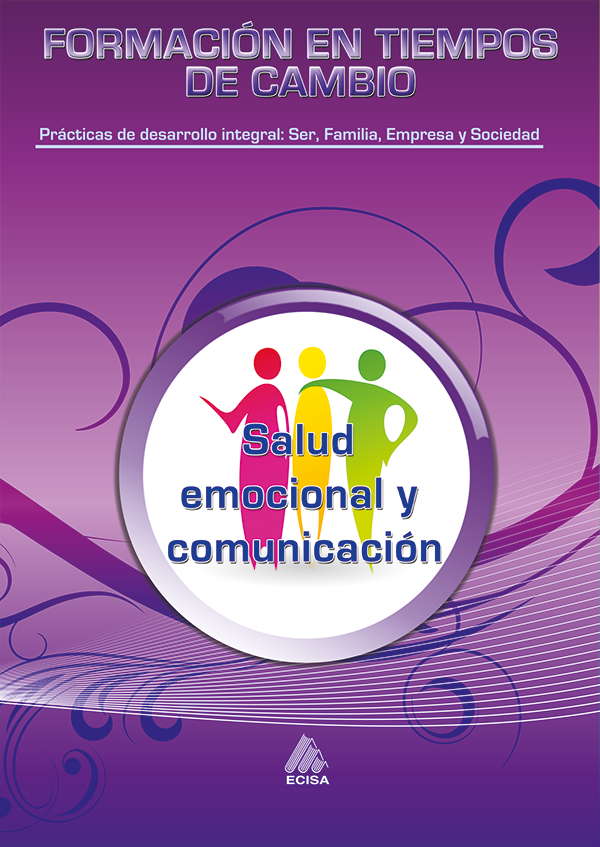 FORMACIÓN EN TIEMPOS
DE CAMBIO
Prácticas de desarrollo integral: Ser, Familia, Empresa y Sociedad
Salud
emocional y
comunicación
ECISA